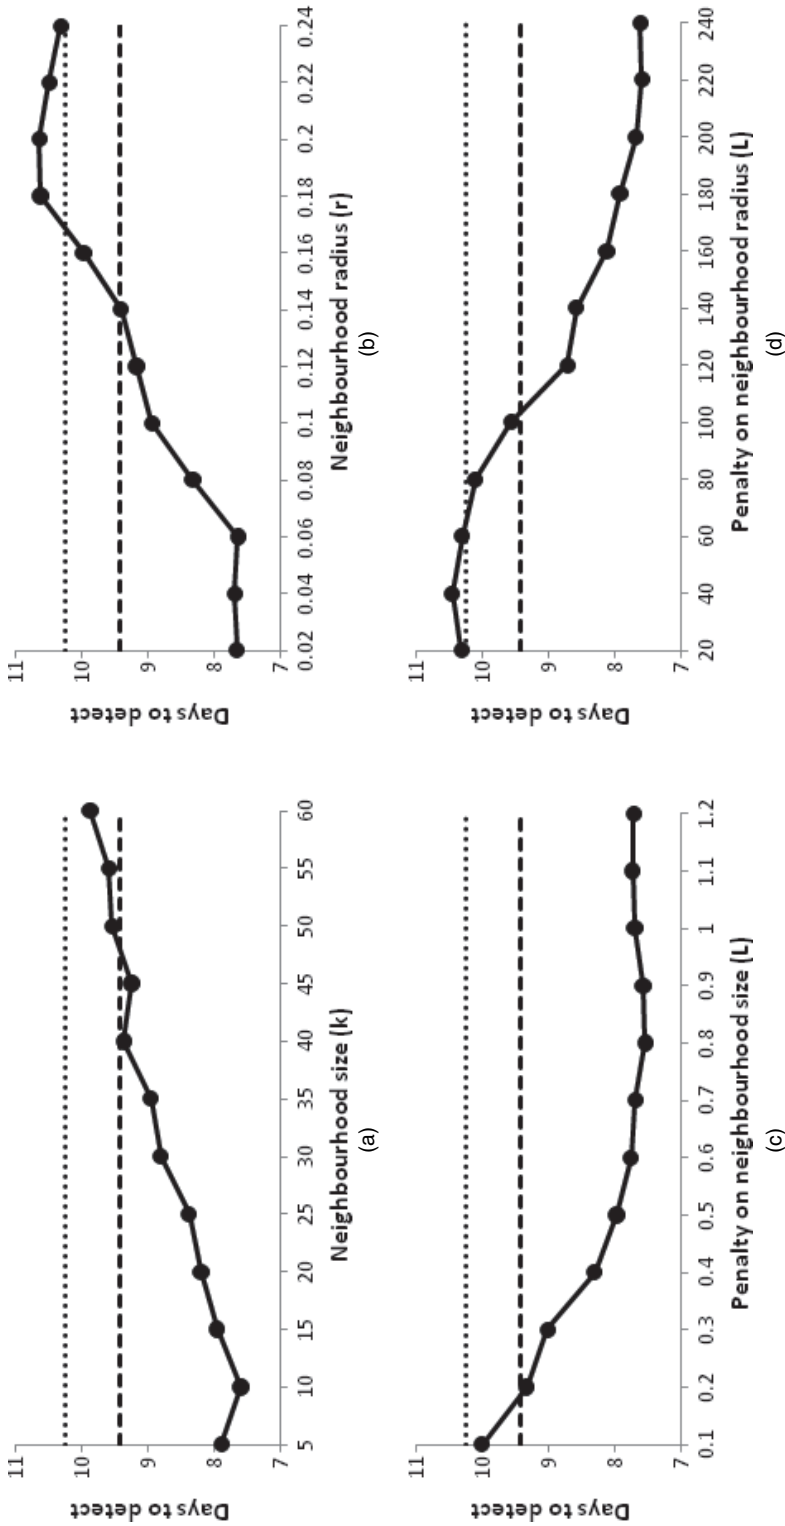 Days to detect
11
10
9
8
7
5 10 15 20 25 30 35 40 45 50 55 60
Neighbourhood size (k)
(a)
Days to detect
11
10
9
8
7
0.02 0.04 0.06 0.08 0.1 0.12 0.14 0.16 0.18 0.2 0.22 0.24
Neighbourhood radius (r)
(b)
Days to detect
11
10
9
8
7
0.1 0.2 0.3 0.4 0.5 0.6 0.7 0.8 0.9 1 1.1 1.2
Penalty on neighbourhood size (L)
(c)
Days to detect
11
10
9
8
7
20 40 60 80 100 120 140 160 180 200 220 240
Penalty on neighbourhood radius (L)
(d)